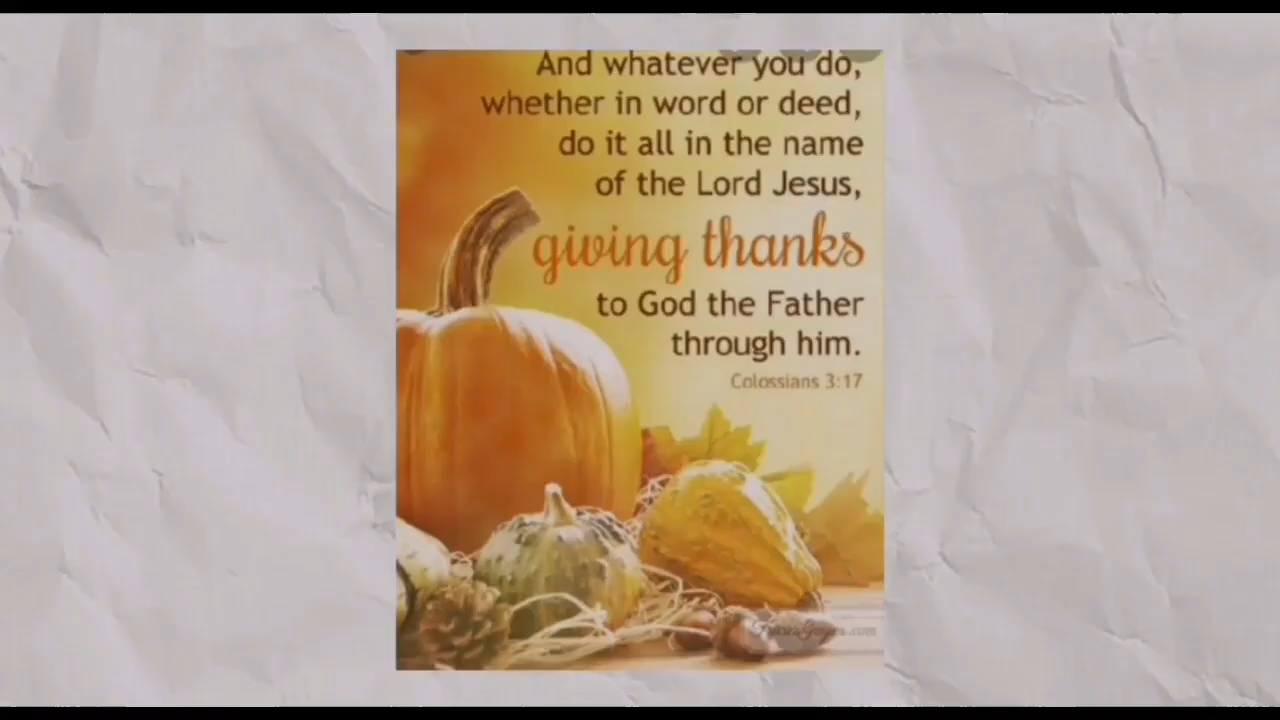 And whatever you do,
whether in word or deed,
do it all in the name
of the Lord Jesus,
giving thanks
to God the Father
through him.
Colossians 3:17